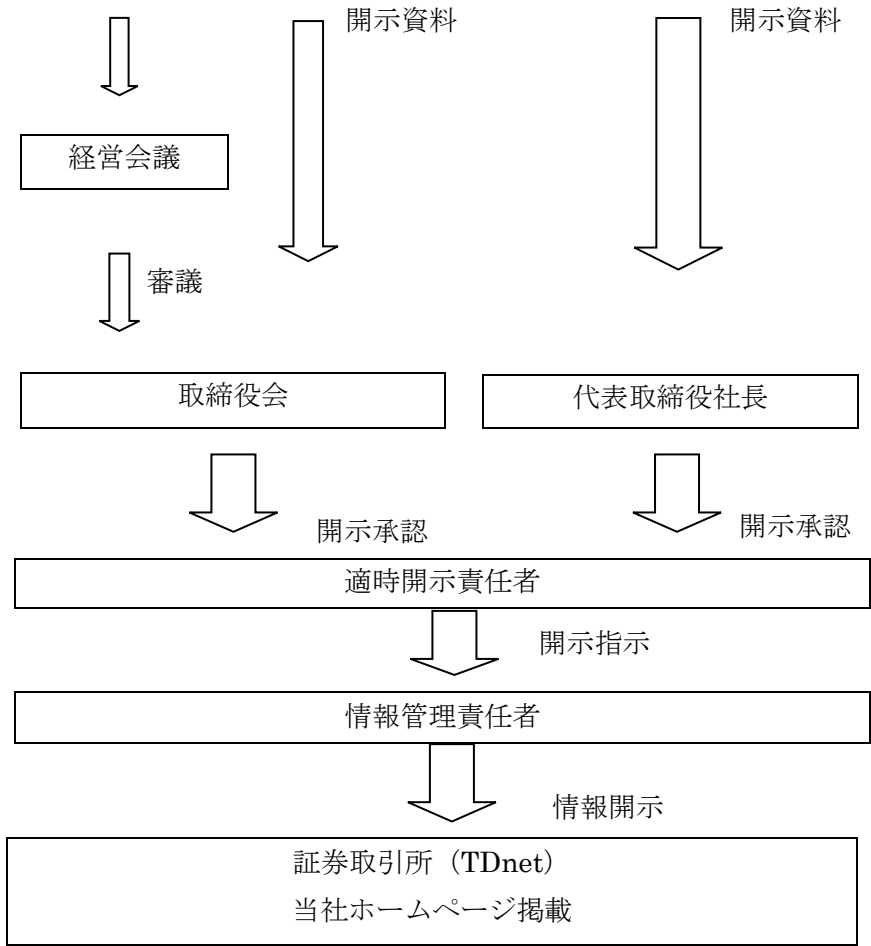 開示資料
開示資料
経営会議
審議
取締役会
代表取締役社長
開示承認
開示承認
適時開示責任者
開示指示
情報管理責任者
情報開示
証券取引所（TDnet）
当社ホームページ掲載